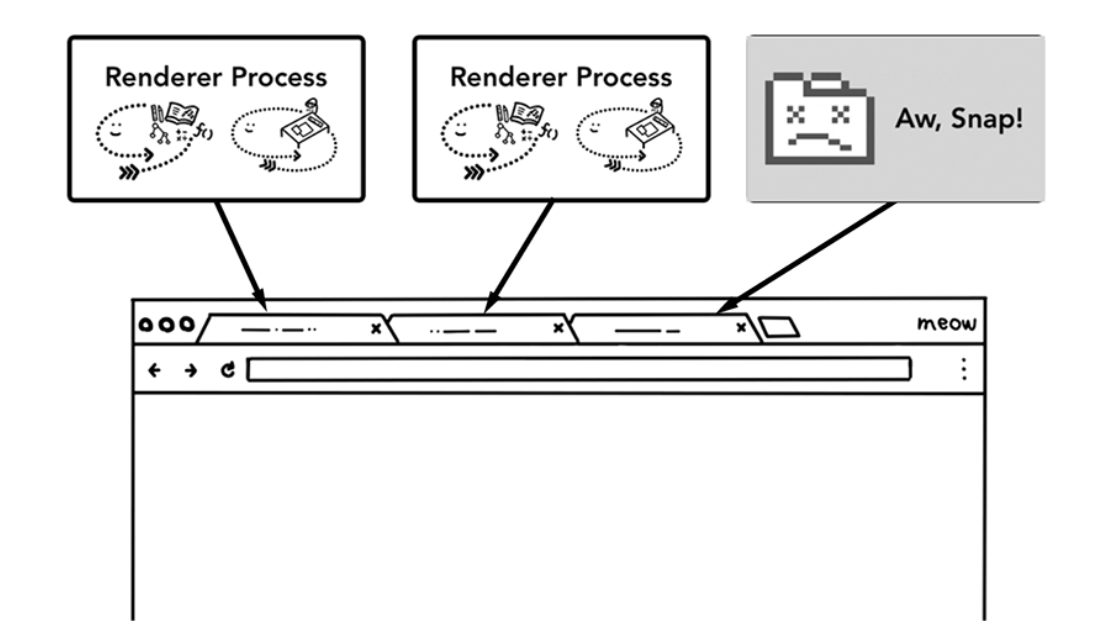 Renderer Process
f()
Renderer Process
f()
Aw, Snap!
meow